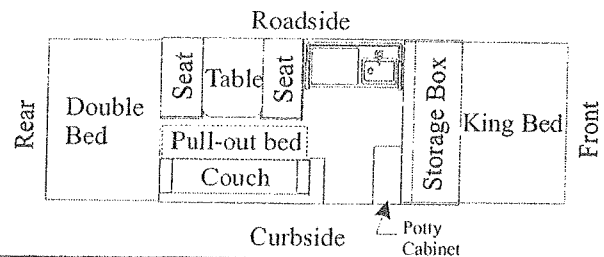 Roadside
Rear
Double
Bed
Seat
Table
Seat
Pull-out bed
Couch
Storage Box
King Bed
Front
Curbside
Potty
Cabinet